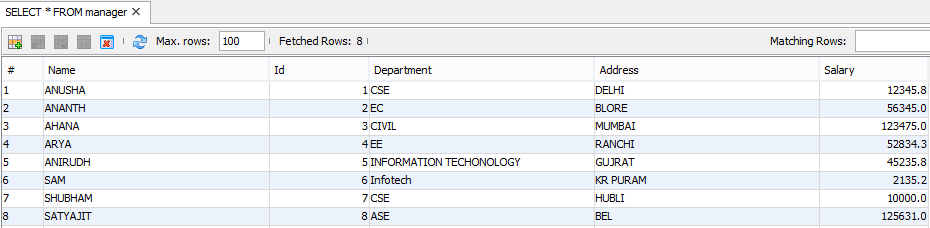 SELECT * FROM manager
Max. rows: 100 Fetched Rows: 8 Matching Rows:
# Name Id Department Address Salary
1 ANUSHA 1 CSE DELHI 12345.8
2 ANANTH 2 EC BLORE 56345.0
3 AHANA 3 CIVIL MUMBAI 123475.0
4 ARYA 4 EE RANCHI 52834.3
5 ANIRUDH 5 INFORMATION TECHONOLOGY GUJRAT 45235.8
6 SAM 6 Infotech KR PURAM 2135.2
7 SHUBHAM 7 CSE HUBLI 10000.0
8 SATYAJIT 8 ASE BEL 125631.0